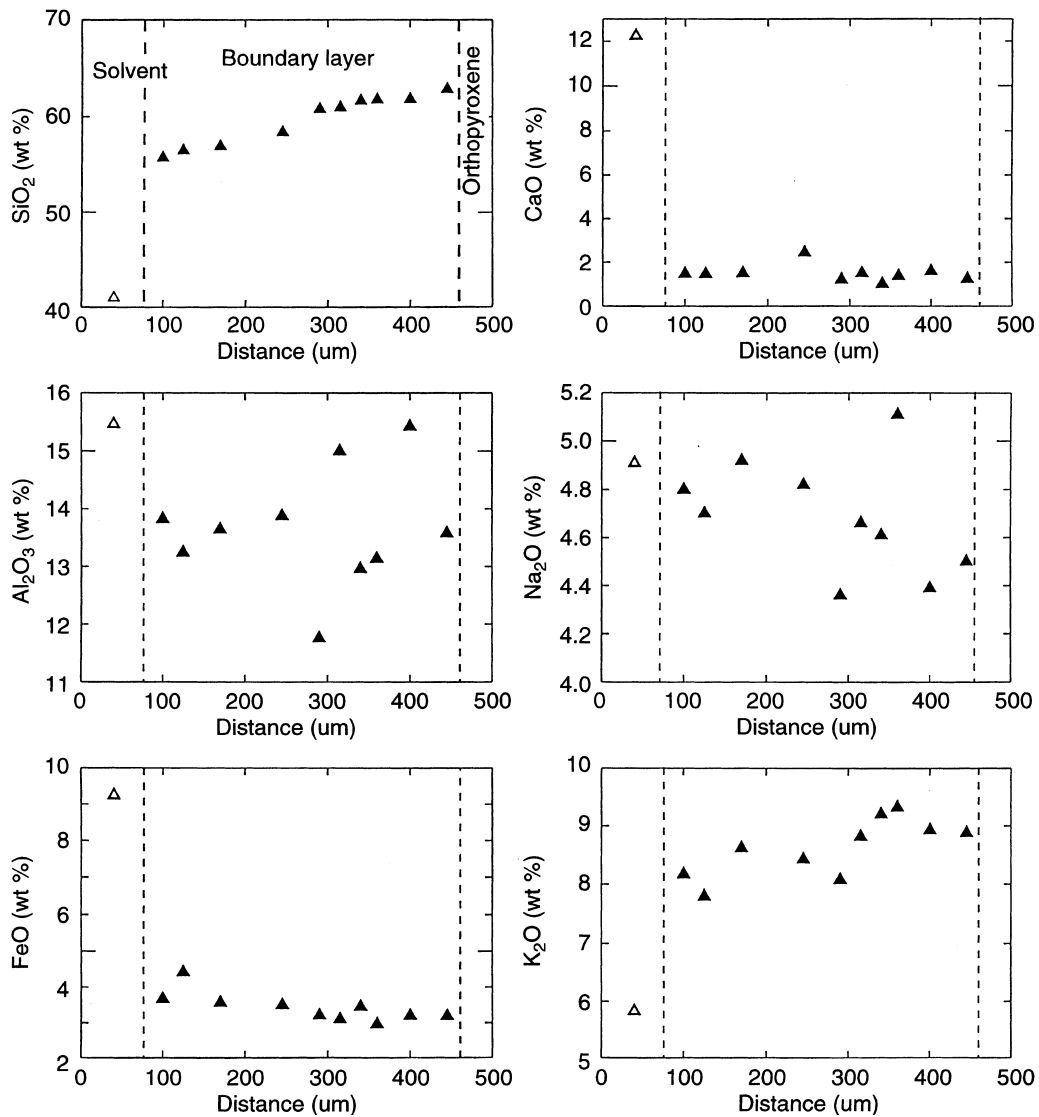 70
60
50
40
SiO₂ (wt %)
Solvent
Boundary layer
Orthopyroxene
0 100 200 300 400 500
Distance (um)
12
10
8
6
4
2
0
CaO (wt %)
0 100 200 300 400 500
Distance (um)
16
15
14
13
12
11
Al₂O₃ (wt %)
0 100 200 300 400 500
Distance (um)
5.2
5.0
4.8
4.6
4.4
4.2
4.0
Na₂O (wt %)
0 100 200 300 400 500
Distance (um)
10
8
6
4
2
FeO (wt %)
0 100 200 300 400 500
Distance (um)
10
9
8
7
6
5
K₂O (wt %)
0 100 200 300 400 500
Distance (um)